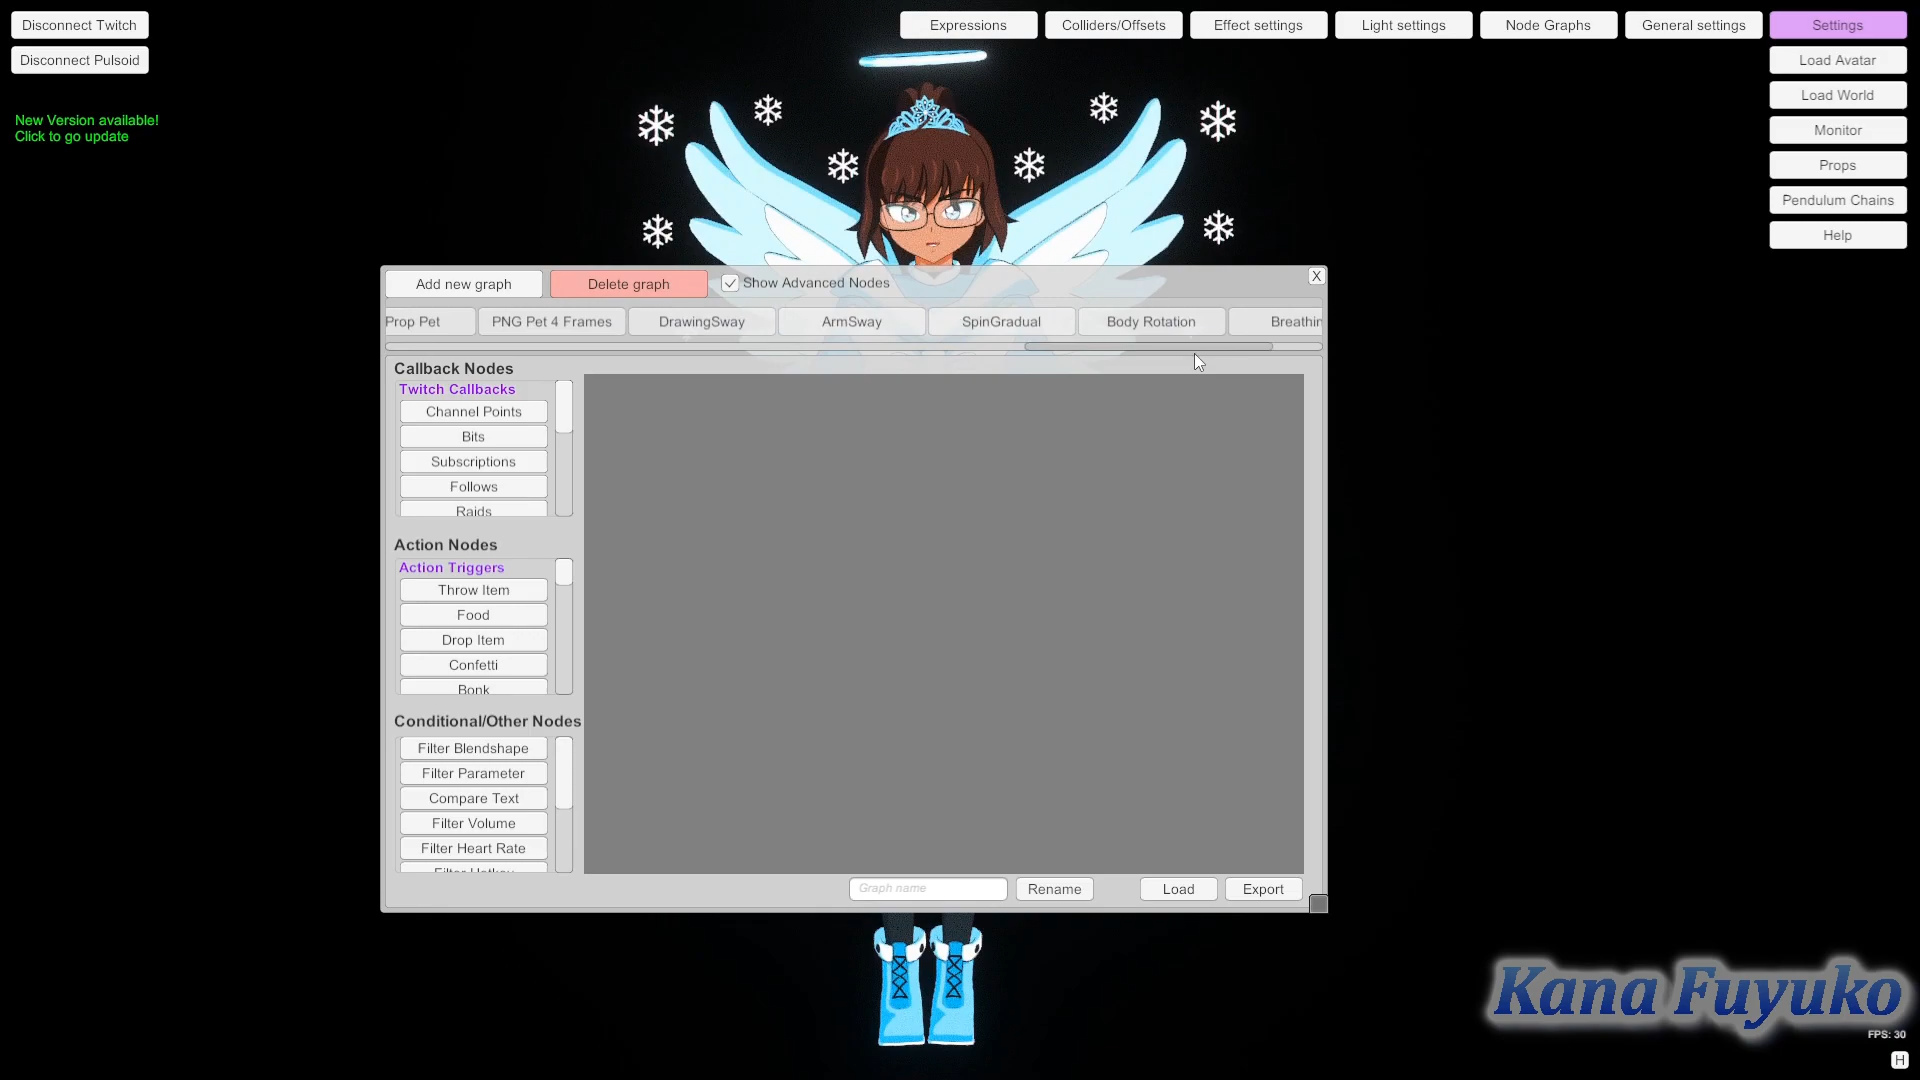 Disconnect Twitch
Expressions
Colliders/Offsets
Effect settings
Light settings
Node Graphs
General settings
Settings
Disconnect Pulsoid
Load Avatar
Load World
New Version available!
Click to go update
Monitor
Props
Pendulum Chains
Help
Add new graph
Delete graph
Show Advanced Nodes
X
Prop Pet
PNG Pet 4 Frames
DrawingSway
ArmSway
SpinGradual
Body Rotation
Breathin
Callback Nodes
Twitch Callbacks
Channel Points
Bits
Subscriptions
Follows
Raids
Action Nodes
Action Triggers
Throw Item
Food
Drop Item
Confetti
Bonk
Conditional/Other Nodes
Filter Blendshape
Filter Parameter
Compare Text
Filter Volume
Filter Heart Rate
Filter Hotkey
Graph name
Rename
Load
Export
Kana Fuyuko
FPS: 30
H